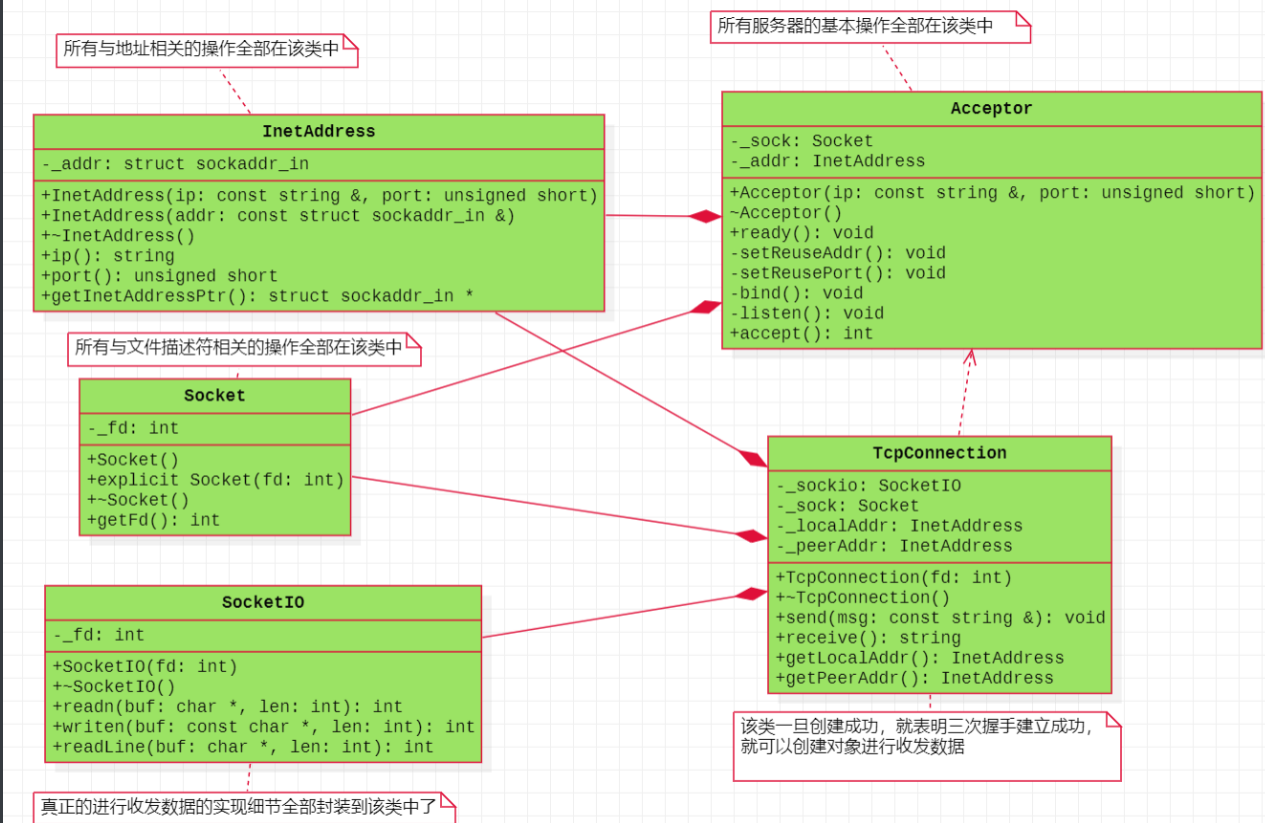 所有与地址相关的操作全部在该类中
所有服务器的基本操作全部在该类中
InetAddress
-_addr: struct sockaddr_in
+InetAddress(ip: const string &, port: unsigned short)
+InetAddress(addr: const struct sockaddr_in &)
+~InetAddress()
+ip(): string
+port(): unsigned short
+getInetAddressPtr(): struct sockaddr_in *
Acceptor
-_sock: Socket
-_addr: InetAddress
+Acceptor(ip: const string &, port: unsigned short)
~Acceptor()
+ready(): void
-setReuseAddr(): void
-setReusePort(): void
-bind(): void
-listen(): void
+accept(): int
所有与文件描述符相关的操作全部在该类中
Socket
-_fd: int
+Socket()
+explicit Socket(fd: int)
+~Socket()
+getFd(): int
TcpConnection
-_sockio: SocketIO
-_sock: Socket
-_localAddr: InetAddress
-_peerAddr: InetAddress
+TcpConnection(fd: int)
+~TcpConnection()
+send(msg: const string &): void
+receive(): string
+getLocalAddr(): InetAddress
+getPeerAddr(): InetAddress
SocketIO
-_fd: int
+SocketIO(fd: int)
+~SocketIO()
+readn(buf: char *, len: int): int
+writen(buf: const char *, len: int): int
+readLine(buf: char *, len: int): int
该类一旦创建成功，就表明三次握手建立成功，
就可以创建对象进行收发数据
真正的进行收发数据的实现细节全部封装到该类中了